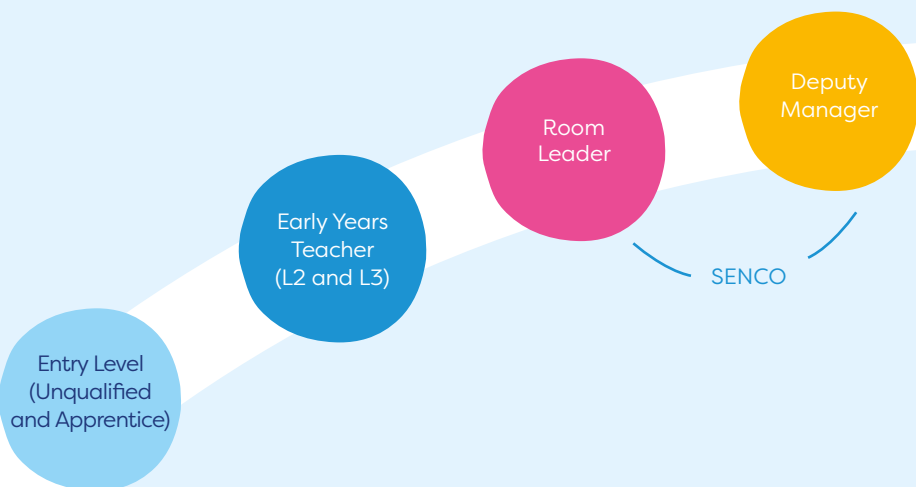 Entry Level
(Unqualified
and Apprentice)
Early Years
Teacher
(L2 and L3)
Room
Leader
SENCO
Deputy
Manager